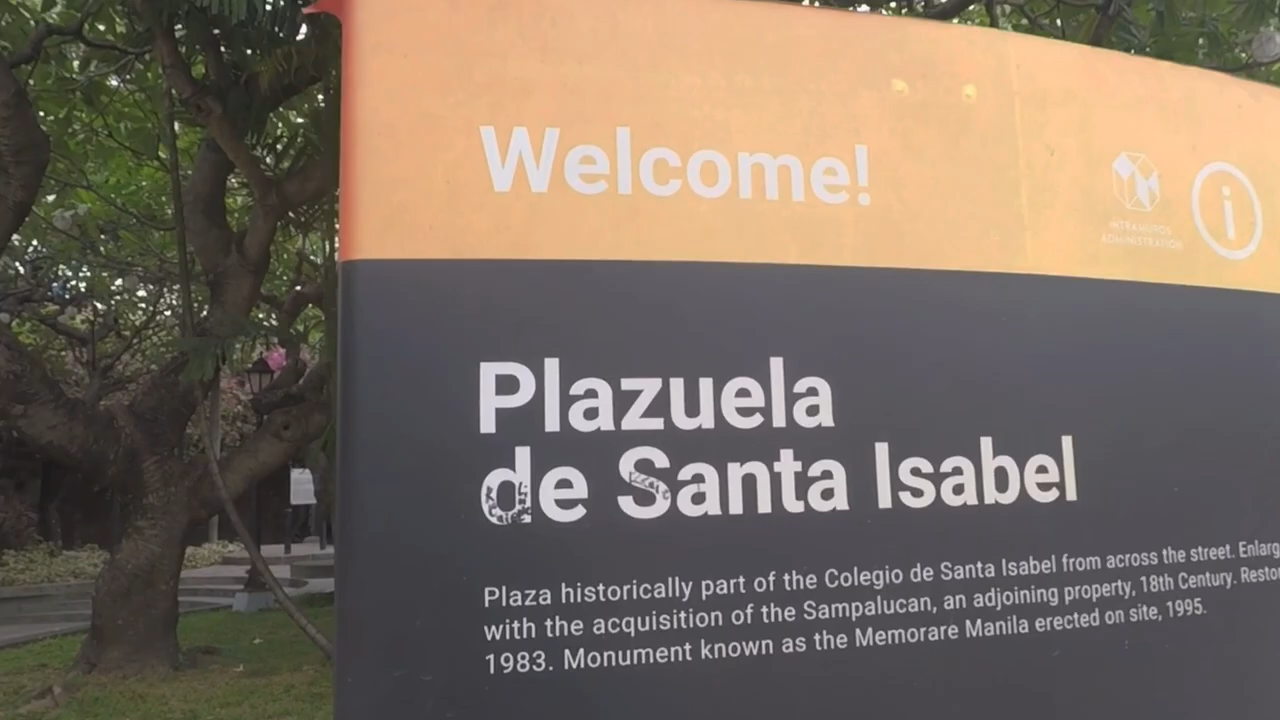 Welcome!
INTRAMUROS
ADMINISTRATION
i
Plazuela
de Santa Isabel
Plaza historically part of the Colegio de Santa Isabel from across the street. Enlarg
with the acquisition of the Sampalucan, an adjoining property, 18th Century. Resto
1983. Monument known as the Memorare Manila erected on site, 1995.